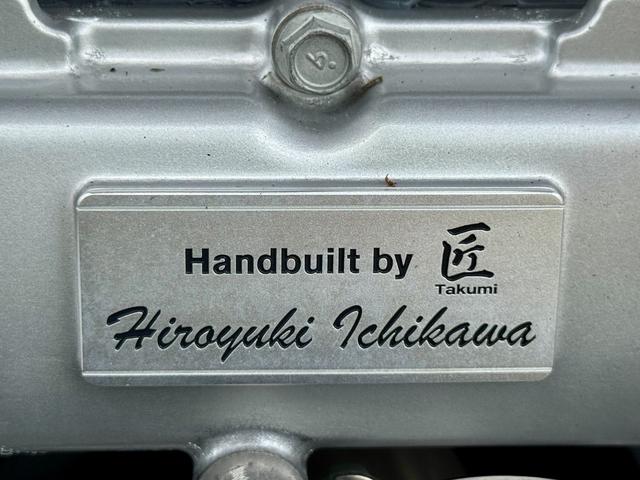 Handbuilt by 匠
Takumi
Hiroyuki Ichikawa